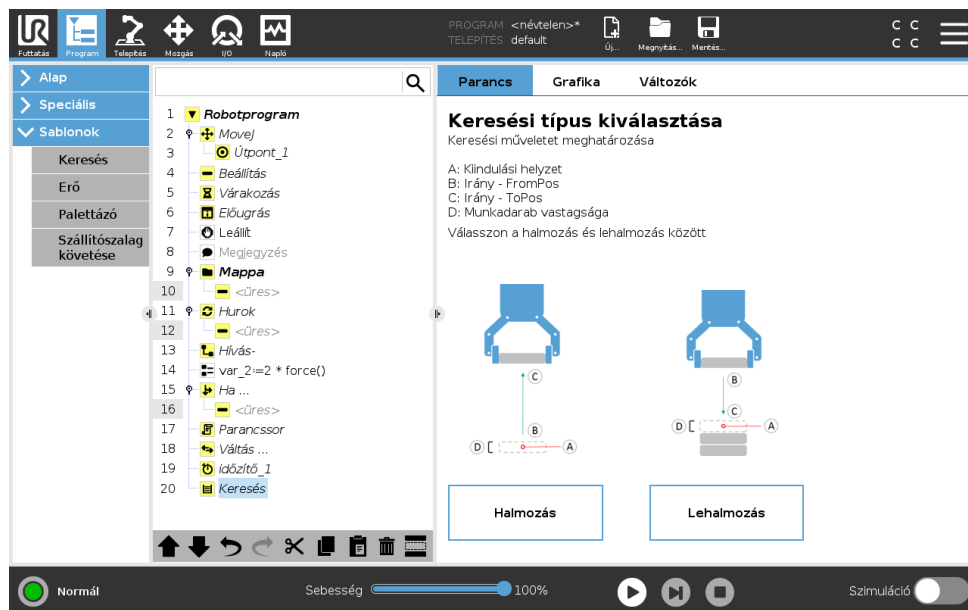 UR
Futtatás
Program
Telepítés
Mozgás
I/O
Napló
PROGRAM <névtelen>*
TELEPÍTÉS default
Új...
Megnyitás...
Mentés...
C C
C C
Alap
Speciális
Sablonok
Keresés
Erő
Palettázó
Szállítószalag
követése
1 Robotprogram
2 MoveJ
3 Útpont_1
4 Beállítás
5 Várakozás
6 Előugrás
7 Leállít
8 Megjegyzés
9 Mappa
10 <üres>
11 Hurok
12 <üres>
13 Hívás-
14 var_2:=2 * force()
15 Ha ...
16 <üres>
17 Parancssor
18 Váltás ...
19 időzítő_1
20 Keresés
Parancs
Grafika
Változók
Keresési típus kiválasztása
Keresési műveletet meghatározása
A: Kiindulási helyzet
B: Irány - FromPos
C: Irány - ToPos
D: Munkadarab vastagsága
Válasszon a halmozás és lehalmozás között
C
B
D
A
B
C
D
A
Halmozás
Lehalmozás
Normál
Sebesség
100%
Szimuláció